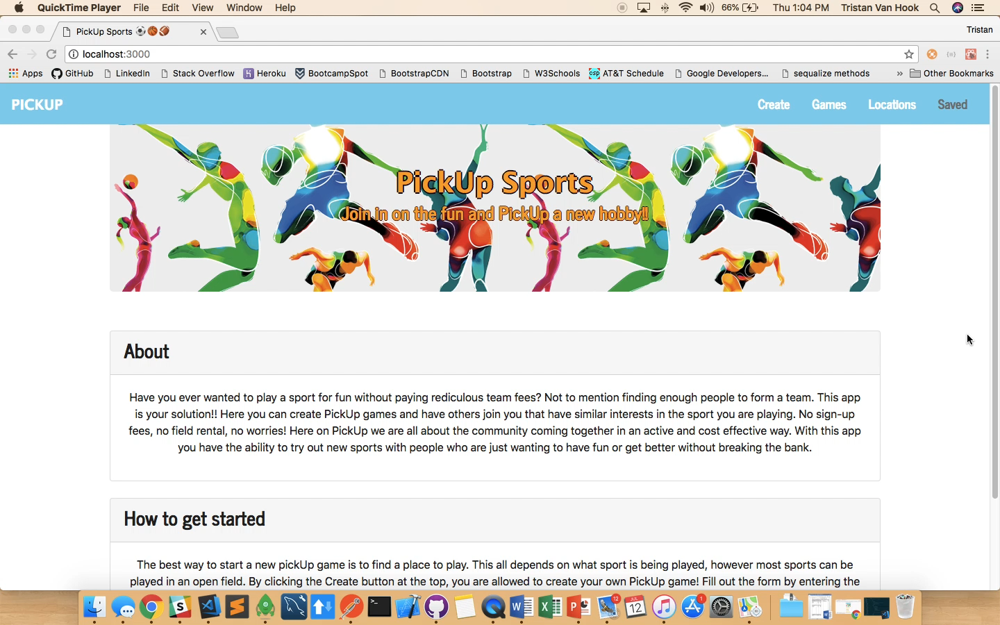 QuickTime Player File Edit View Window Help 66% Thu 1:04 PM Tristan Van Hook
PickUp Sports Tristan
localhost:3000
Apps GitHub LinkedIn Stack Overflow Heroku BootcampSpot BootstrapCDN Bootstrap W3Schools csp AT&T Schedule Google Developers... sequalize methods » Other Bookmarks
PICKUP Create Games Locations Saved
PickUp Sports
Join in on the fun and PickUp a new hobby!!
About
Have you ever wanted to play a sport for fun without paying rediculous team fees? Not to mention finding enough people to form a team. This app
is your solution!! Here you can create PickUp games and have others join you that have similar interests in the sport you are playing. No sign-up
fees, no field rental, no worries! Here on PickUp we are all about the community coming together in an active and cost effective way. With this app
you have the ability to try out new sports with people who are just wanting to have fun or get better without breaking the bank.
How to get started
The best way to start a new pickUp game is to find a place to play. This all depends on what sport is being played, however most sports can be
played in an open field. By clicking the Create button at the top, you are allowed to create your own PickUp game! Fill out the form by entering the
12 JUL 12 1